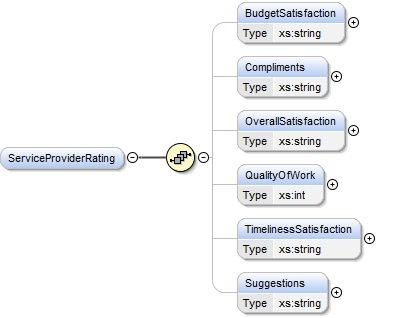 BudgetSatisfaction
Type xs:string
Compliments
Type xs:string
OverallSatisfaction
Type xs:string
ServiceProviderRating
QualityOfWork
Type xs:int
TimelinessSatisfaction
Type xs:string
Suggestions
Type xs:string